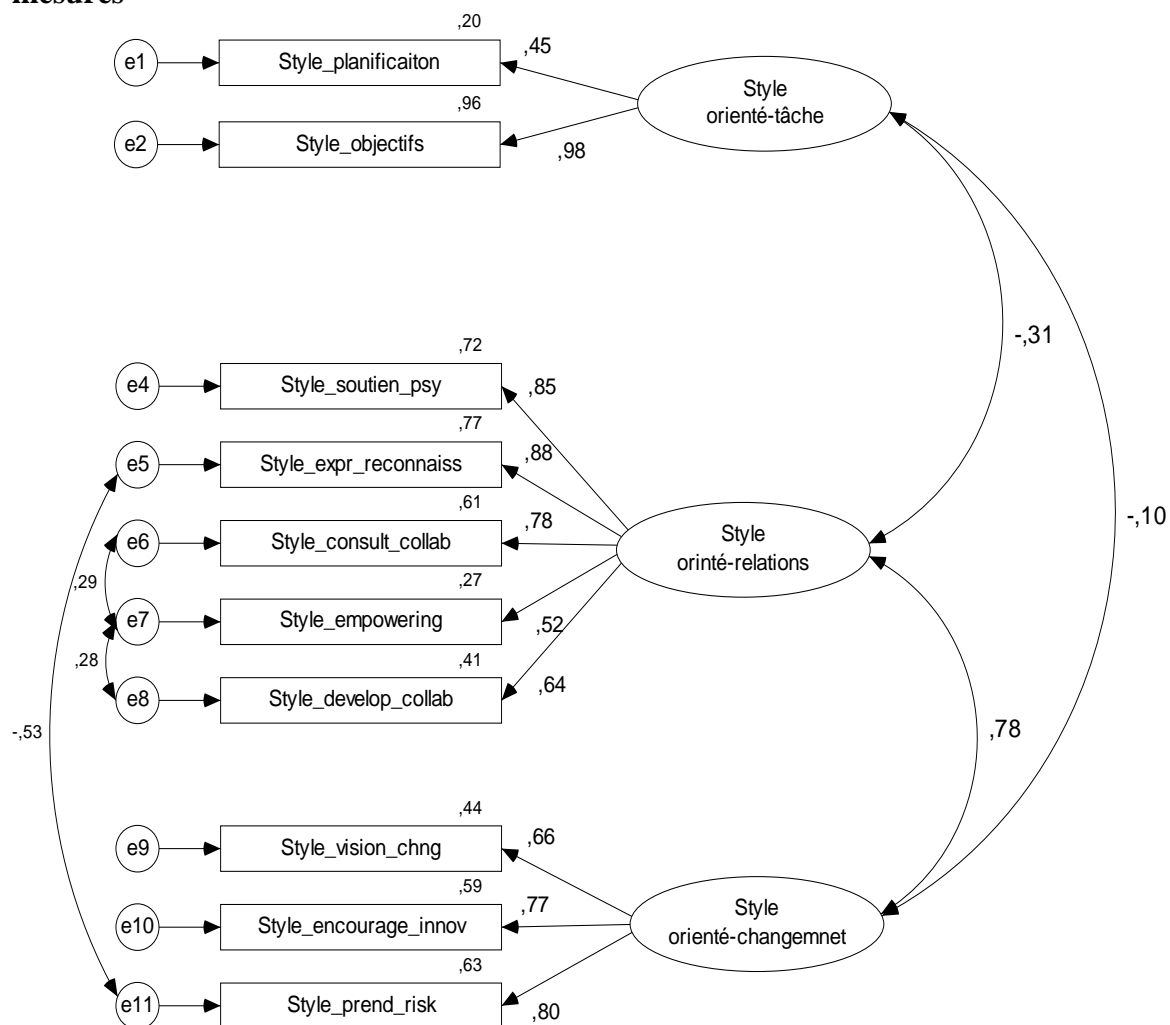 mesures
,20
e1
Style_planificaiton
,45
Style
orienté-tâche
,96
e2
Style_objectifs
,98
-,31
,72
e4
Style_soutien_psy
,85
,77
e5
Style_expr_reconnaiss
,88
,61
e6
Style_consult_collab
,78
Style
orinté-relations
-,10
,29
,27
e7
Style_empowering
,52
,28
,41
e8
Style_develop_collab
,64
-,53
,78
,44
e9
Style_vision_chng
,66
,59
e10
Style_encourage_innov
,77
Style
orienté-changemnet
,63
e11
Style_prend_risk
,80